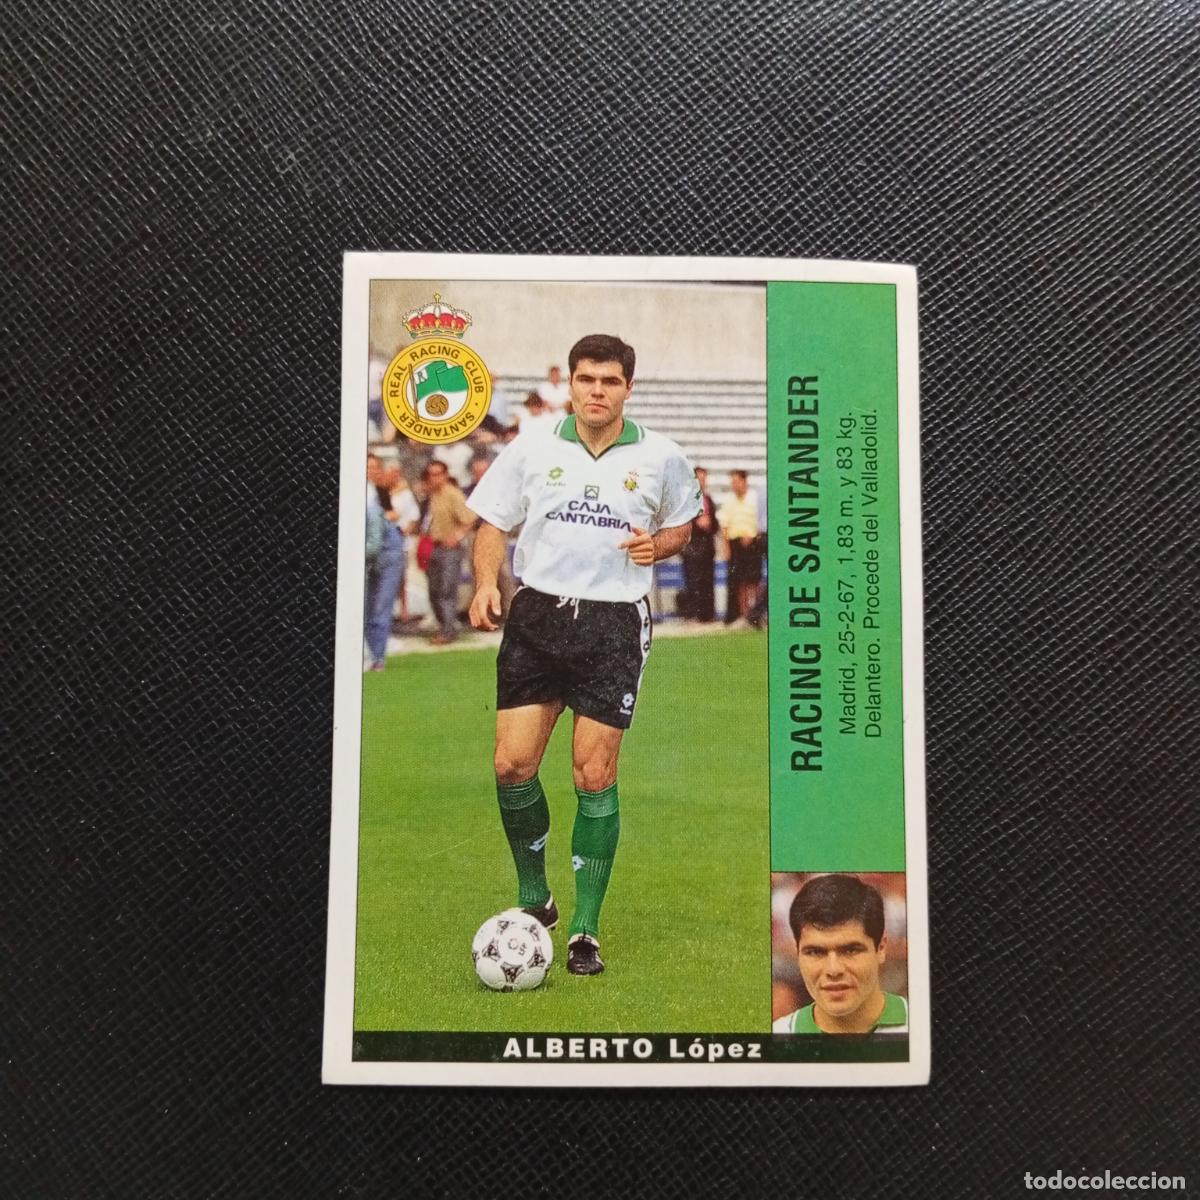 REAL RACING CLUB
SANTANDER
R
CAJA
CANTABRIA
RACING DE SANTANDER
Madrid, 25-2-67, 1,83 m. y 83 kg.
Delantero. Procede del Valladolid.
ALBERTO López
todocoleccion